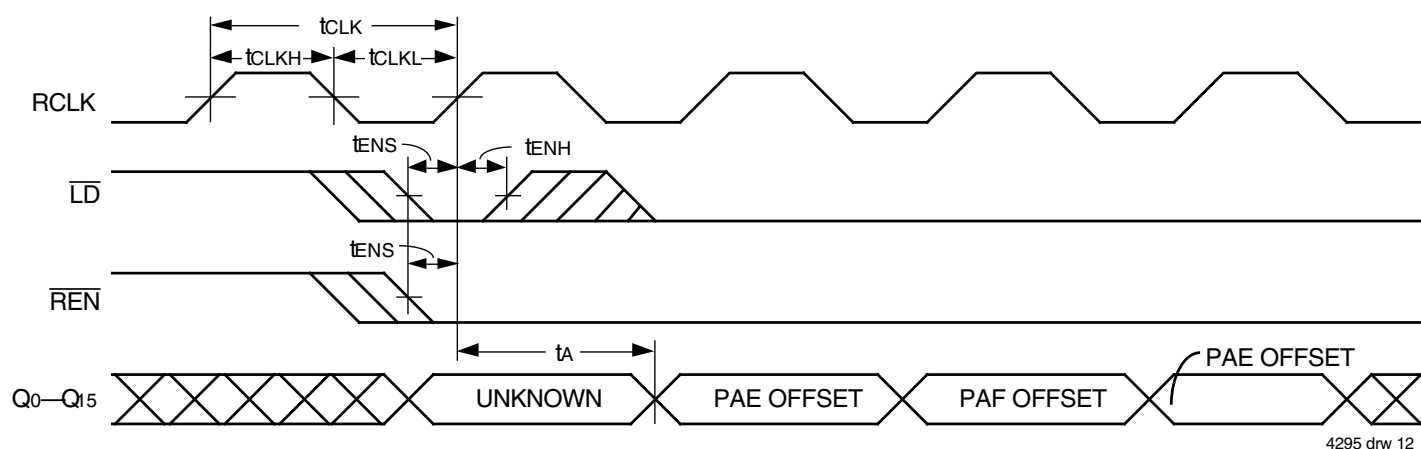 tCLK
tCLKH tCLKL
RCLK
tENS tENH
LD
tENS
REN
tA
PAE OFFSET
Q0—Q15 UNKNOWN PAE OFFSET PAF OFFSET
4295 drw 12